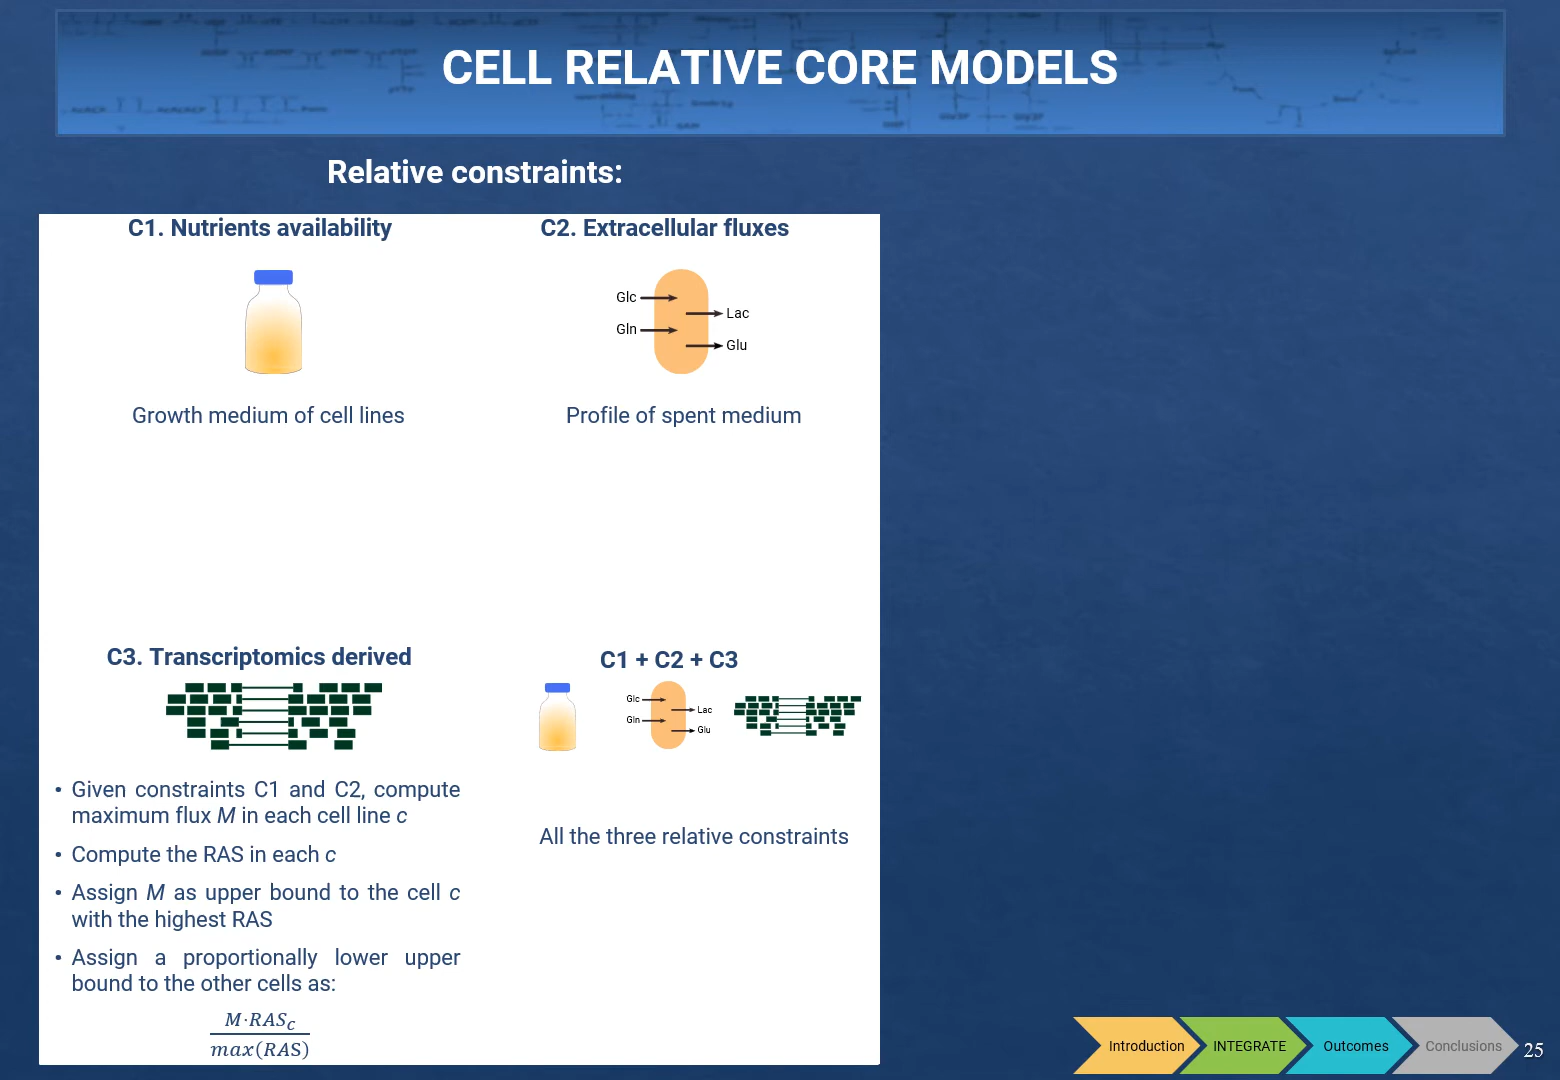 CELL RELATIVE CORE MODELS
Relative constraints:
C1. Nutrients availability
Growth medium of cell lines
C2. Extracellular fluxes
Glc
Lac
Gln
Glu
Profile of spent medium
C3. Transcriptomics derived
• Given constraints C1 and C2, compute
maximum flux M in each cell line c
• Compute the RAS in each c
• Assign M as upper bound to the cell c
with the highest RAS
• Assign a proportionally lower upper
bound to the other cells as:
M·RAS_c
max(RAS)
C1 + C2 + C3
Glc
Lac
Gln
Glu
All the three relative constraints
Introduction
INTEGRATE
Outcomes
Conclusions
25